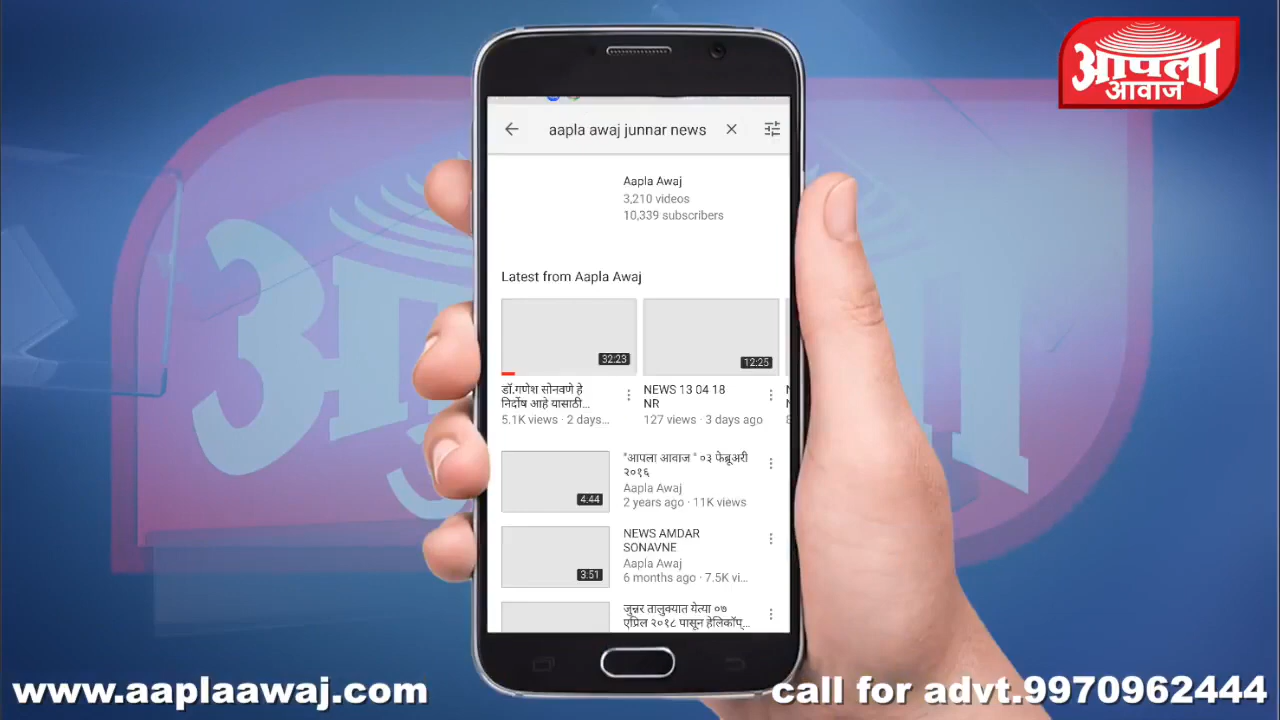 आपला
आवाज
aapla awaj junnar news
Aapla Awaj
3,210 videos
10,339 subscribers
Latest from Aapla Awaj
32:23
12:25
डॉ.गणेश सोनवणे हे
निर्दोष आहे यासाठी...
5.1K views · 2 days...
NEWS 13 04 18
NR
127 views · 3 days ago
"आपला आवाज " ०३ फेब्रूअरी
२०१६
Aapla Awaj
2 years ago · 11K views
4:44
NEWS AMDAR
SONAVNE
Aapla Awaj
6 months ago · 7.5K vi...
3:51
जुन्नर तालुक्यात येत्या ०७
एप्रिल २०१८ पासून हेलिकॉप्...
www.aaplaawaj.com
call for advt.9970962444